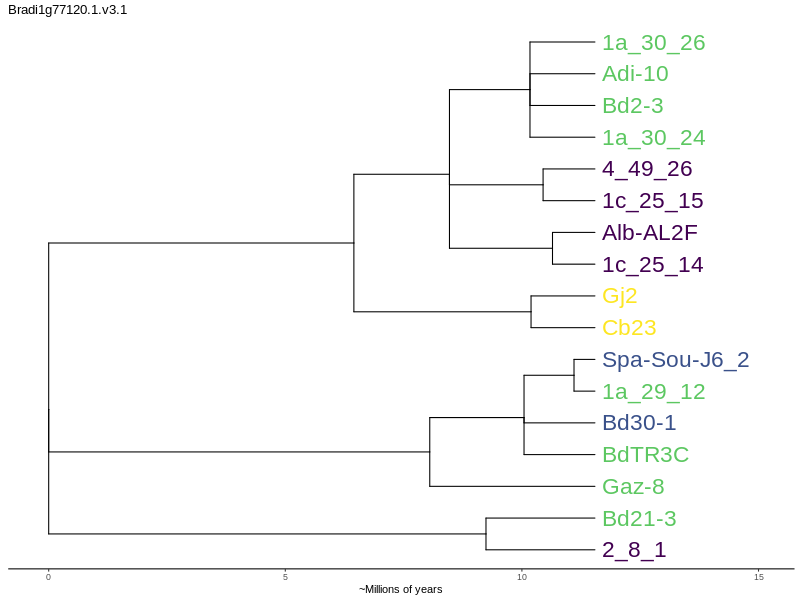 Bradi1g77120.1.v3.1
1a_30_26
Adi-10
Bd2-3
1a_30_24
4_49_26
1c_25_15
Alb-AL2F
1c_25_14
Gj2
Cb23
Spa-Sou-J6_2
1a_29_12
Bd30-1
BdTR3C
Gaz-8
Bd21-3
2_8_1
0 5 10 15
~Millions of years